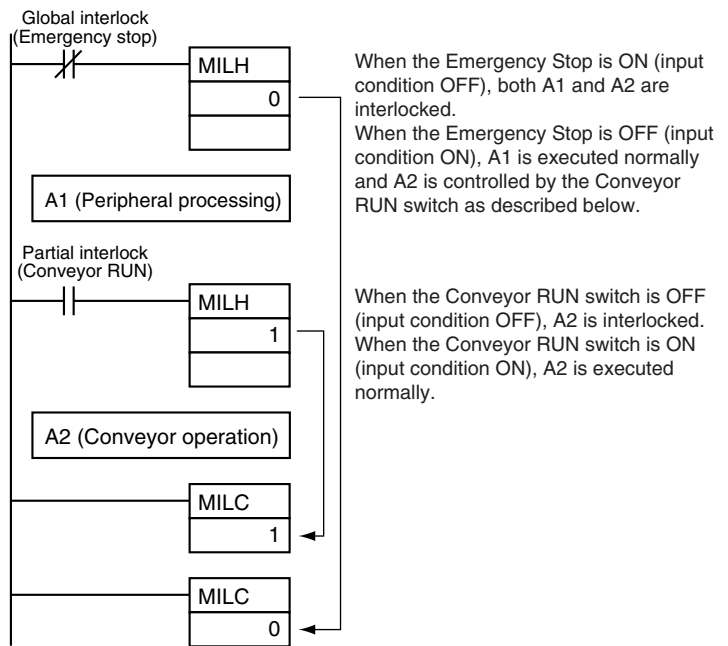 Global interlock
(Emergency stop)
MILH
0
When the Emergency Stop is ON (input
condition OFF), both A1 and A2 are
interlocked.
When the Emergency Stop is OFF (input
condition ON), A1 is executed normally
and A2 is controlled by the Conveyor
RUN switch as described below.
A1 (Peripheral processing)
Partial interlock
(Conveyor RUN)
MILH
1
When the Conveyor RUN switch is OFF
(input condition OFF), A2 is interlocked.
When the Conveyor RUN switch is ON
(input condition ON), A2 is executed
normally.
A2 (Conveyor operation)
MILC
1
MILC
0